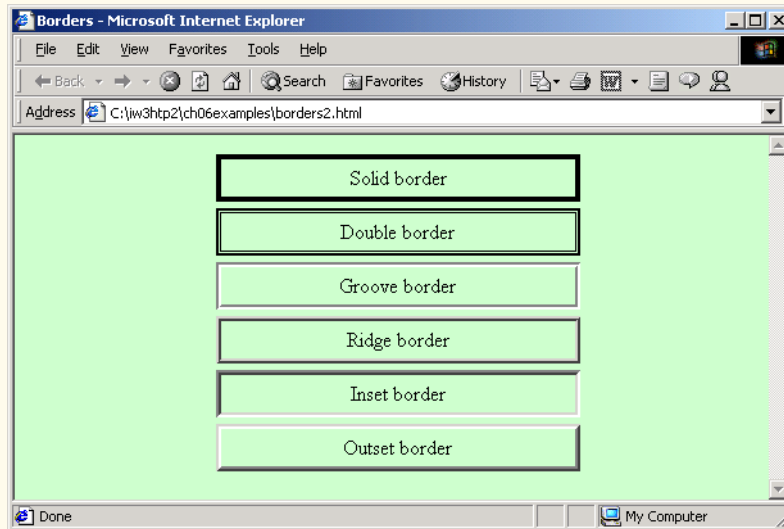 Borders - Microsoft Internet Explorer
File Edit View Favorites Tools Help
Back Search Favorites History
Address C:\iw3htp2\ch06examples\borders2.html
Solid border
Double border
Groove border
Ridge border
Inset border
Outset border
Done My Computer